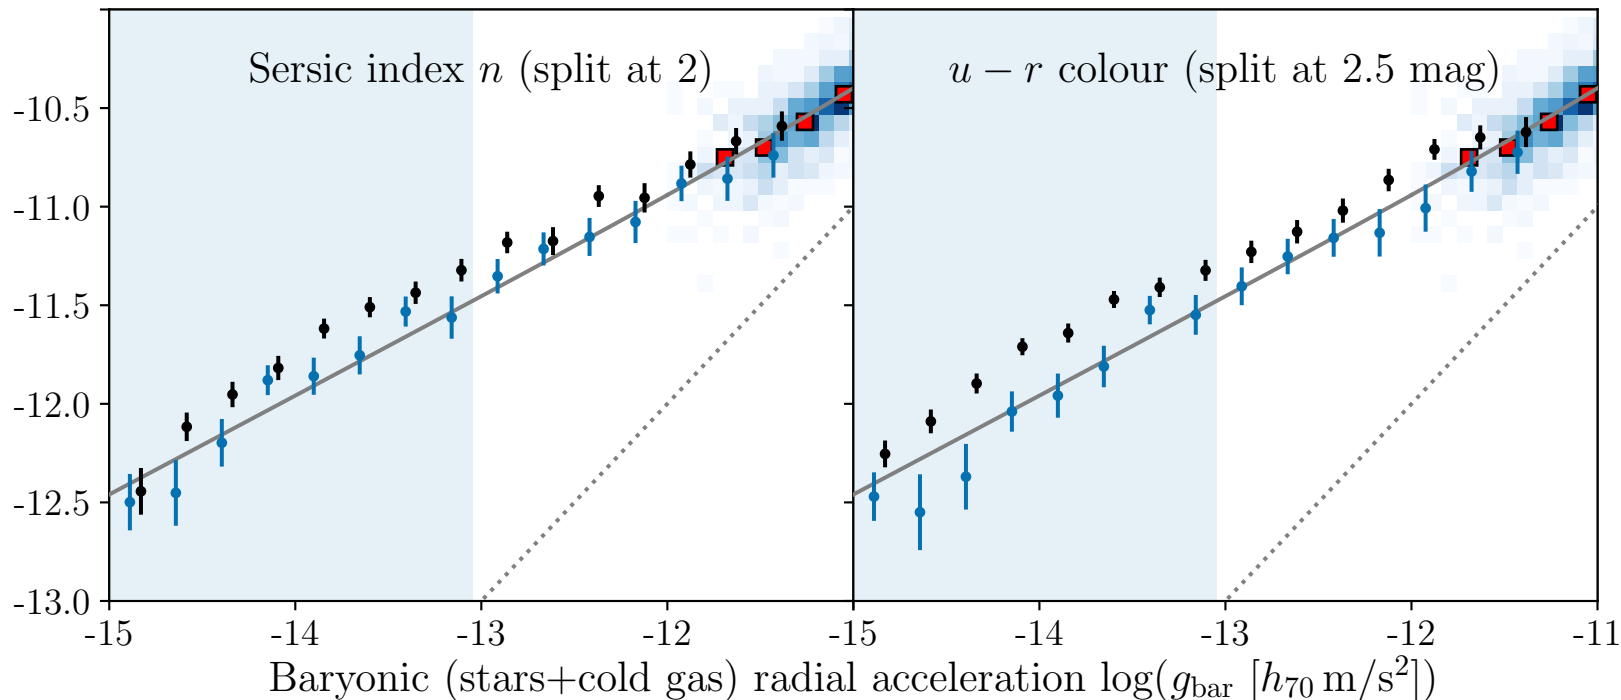 Sersic index n (split at 2)
u − r colour (split at 2.5 mag)
-10.5
-11.0
-11.5
-12.0
-12.5
-13.0
-15 -14 -13 -12 -15 -14 -13 -12 -11
Baryonic (stars+cold gas) radial acceleration log(g_bar [h_70 m/s²])